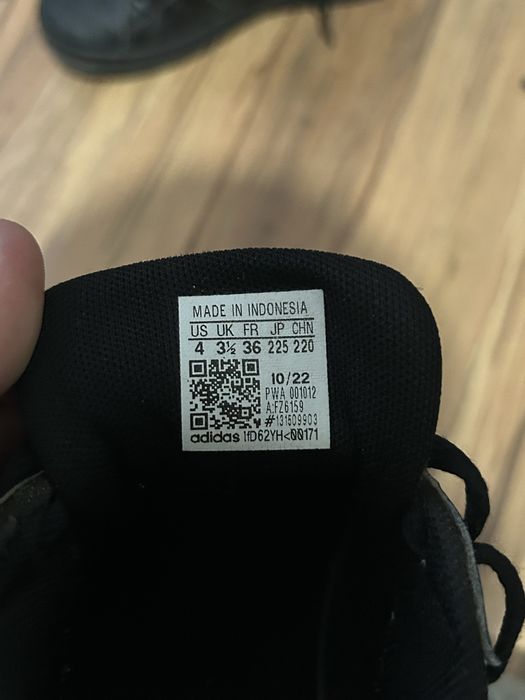 MADE IN INDONESIA
US UK FR JP CHN
4 3½ 36 225 220
10/22
PWA 001012
A:FZ6159
#131509903
adidas IfD62YH<00171